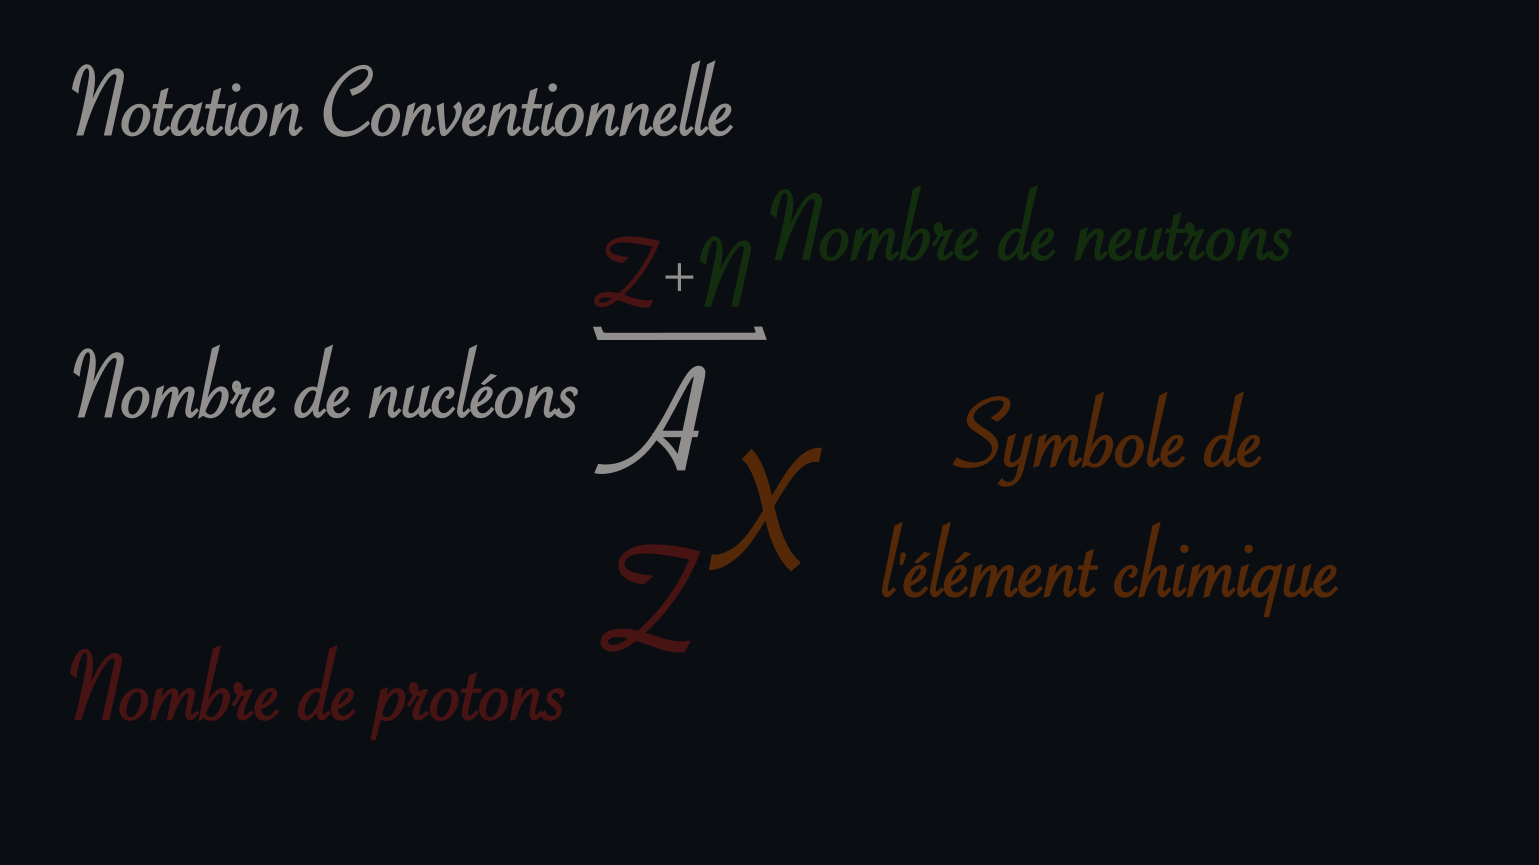 Notation Conventionnelle
Nombre de neutrons
Z+N
Nombre de nucléons
A
X
Symbole de
l'élément chimique
Z
Nombre de protons